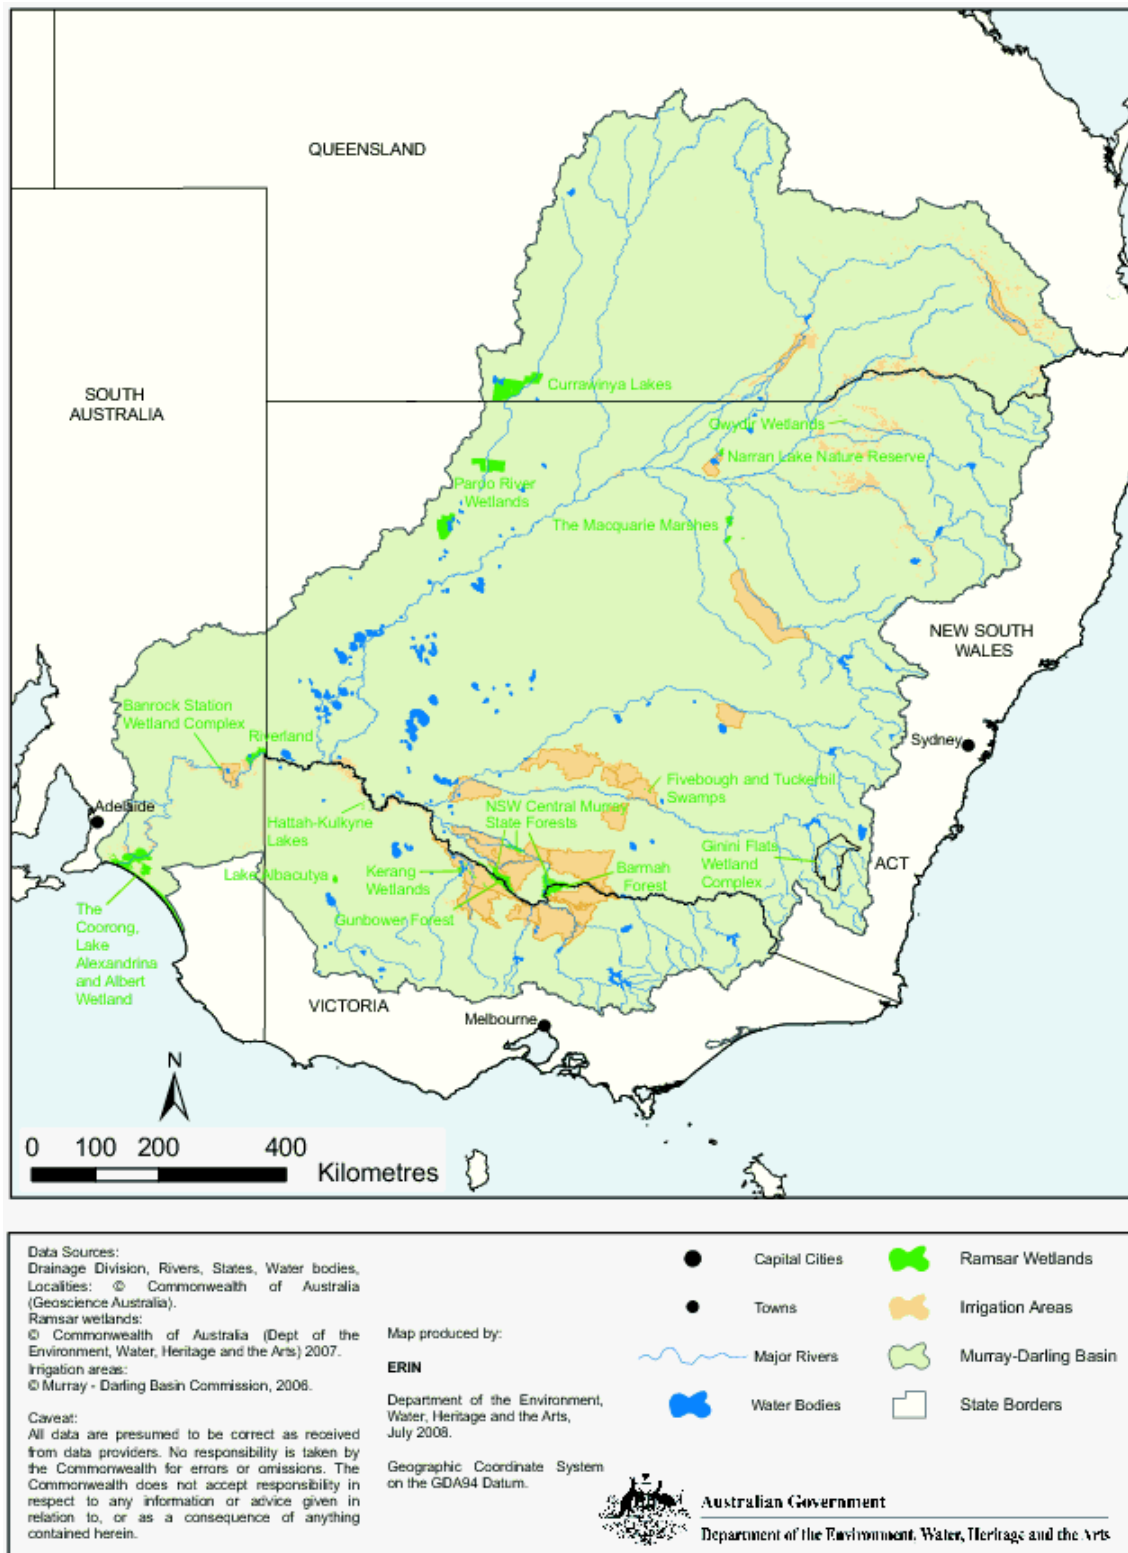 QUEENSLAND
SOUTH
AUSTRALIA
Currawinya Lakes
Gwydir Wetlands
Narran Lake Nature Reserve
Paroo River
Wetlands
The Macquarie Marshes
NEW SOUTH
WALES
Banrock Station
Wetland Complex
Riverland
Sydney
Fivebough and Tuckerbil
Swamps
Adelaide
NSW Central Murray
State Forests
Hattah-Kulkyne
Lakes
Ginini Flats
Wetland
Complex
ACT
Lake Albacutya
Kerang
Wetlands
Barmah
Forest
Gunbower Forest
The
Coorong,
Lake
Alexandrina
and Albert
Wetland
VICTORIA
Melbourne
N
0 100 200 400
Kilometres
Data Sources:
Drainage Division, Rivers, States, Water bodies,
Localities: © Commonwealth of Australia
(Geoscience Australia).
Ramsar wetlands:
© Commonwealth of Australia (Dept of the
Environment, Water, Heritage and the Arts) 2007.
Irrigation areas:
© Murray - Darling Basin Commission, 2006.
Caveat:
All data are presumed to be correct as received
from data providers. No responsibility is taken by
the Commonwealth for errors or omissions. The
Commonwealth does not accept responsibility in
respect to any information or advice given in
relation to, or as a consequence of anything
contained herein.
Map produced by:
ERIN
Department of the Environment,
Water, Heritage and the Arts,
July 2008.
Geographic Coordinate System
on the GDA94 Datum.
Capital Cities
Towns
Major Rivers
Water Bodies
Ramsar Wetlands
Irrigation Areas
Murray-Darling Basin
State Borders
Australian Government
Department of the Environment, Water, Heritage and the Arts